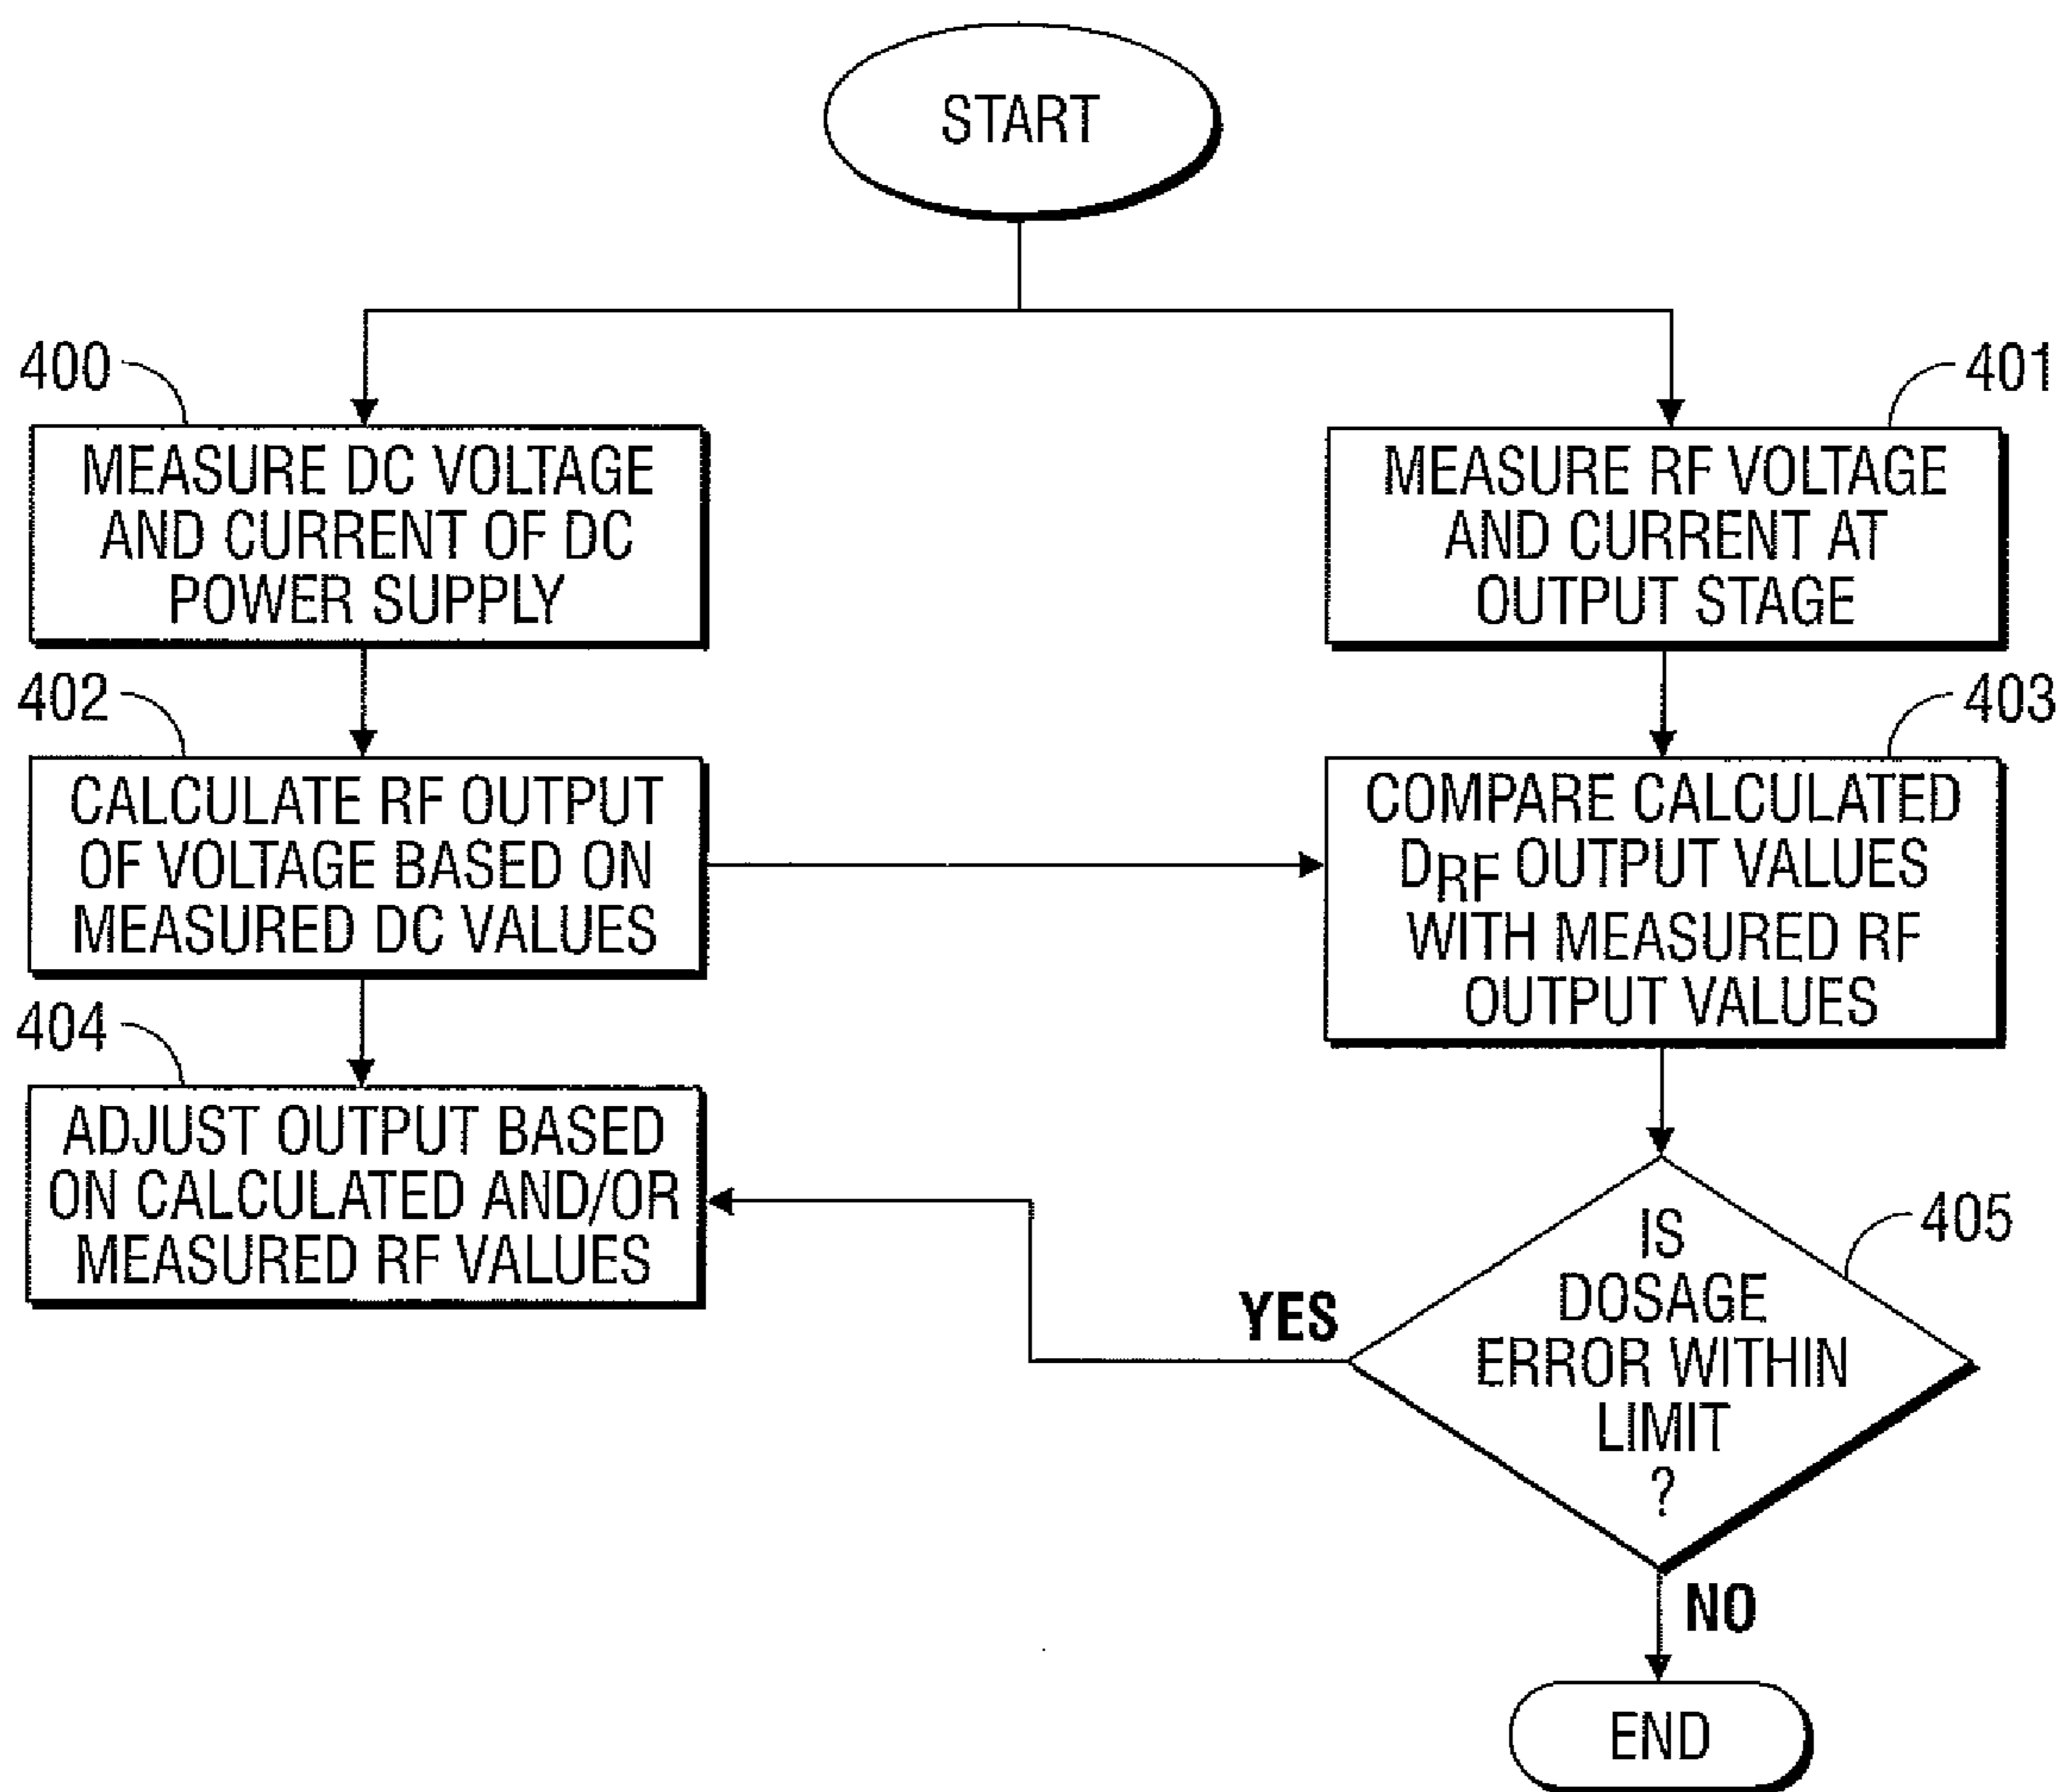 START
400
MEASURE DC VOLTAGE
AND CURRENT OF DC
POWER SUPPLY
401
MEASURE RF VOLTAGE
AND CURRENT AT
OUTPUT STAGE
402
CALCULATE RF OUTPUT
OF VOLTAGE BASED ON
MEASURED DC VALUES
403
COMPARE CALCULATED
DRF OUTPUT VALUES
WITH MEASURED RF
OUTPUT VALUES
404
ADJUST OUTPUT BASED
ON CALCULATED AND/OR
MEASURED RF VALUES
405
IS
DOSAGE
ERROR WITHIN
LIMIT
?
YES
NO
END